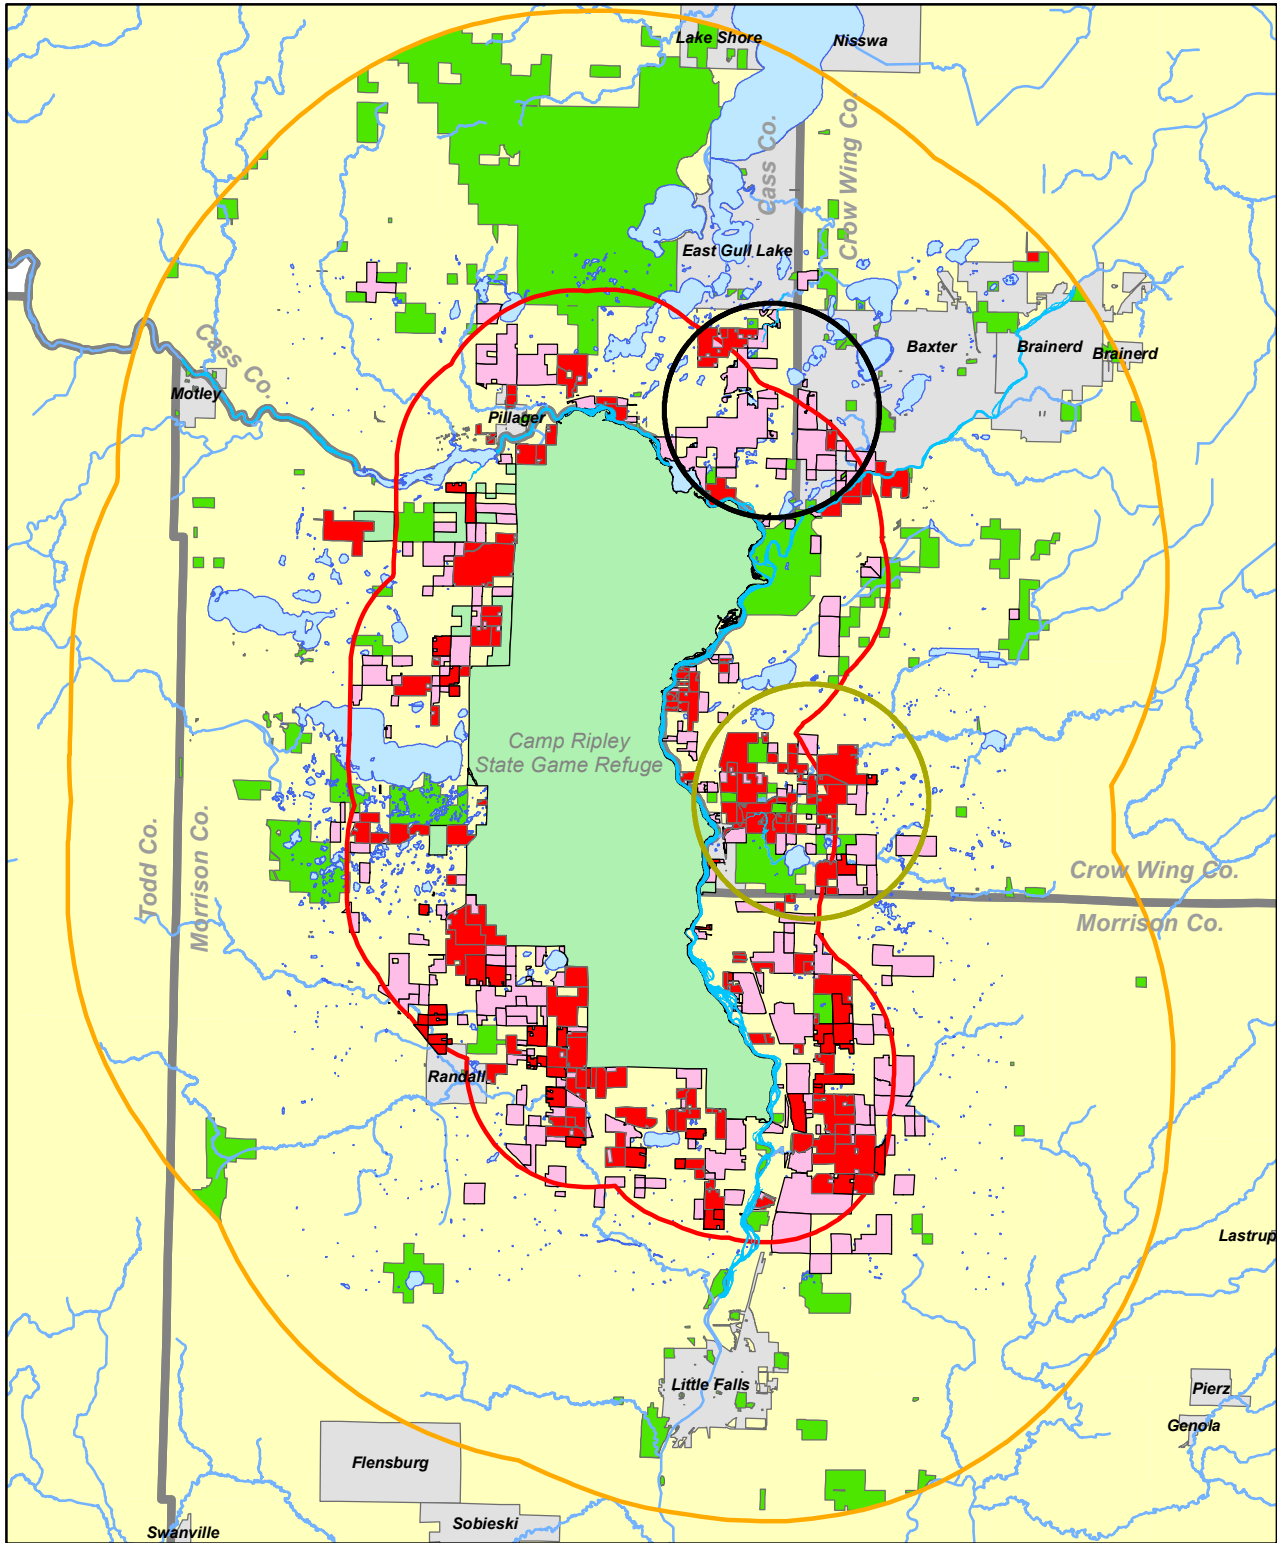 Lake Shore
Nisswa
Cass Co.
Crow Wing Co.
East Gull Lake
Baxter
Brainerd
Brainerd
Cass Co.
Motley
Pillager
Camp Ripley
State Game Refuge
Todd Co.
Morrison Co.
Crow Wing Co.
Morrison Co.
Randall
Lastrup
Little Falls
Pierz
Genola
Flensburg
Sobieski
Swanville